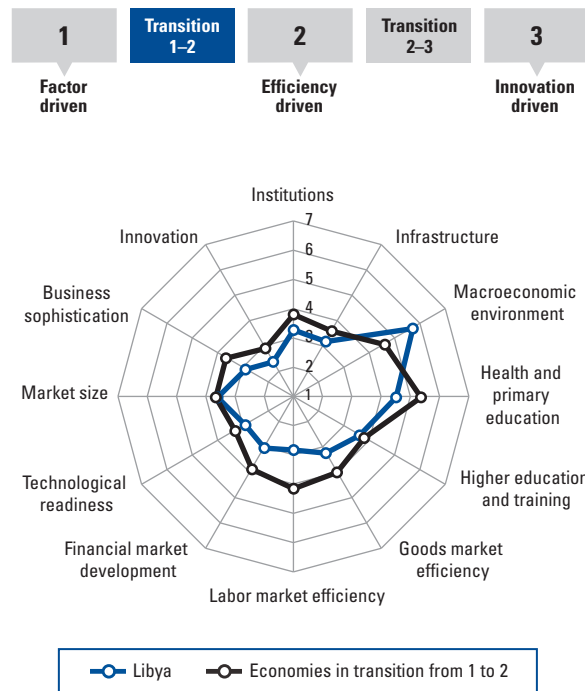 1
Transition
1–2
2
Transition
2–3
3
Factor
driven
Efficiency
driven
Innovation
driven
Institutions
Infrastructure
Macroeconomic
environment
Health and
primary
education
Higher education
and training
Goods market
efficiency
Labor market efficiency
Financial market
development
Technological
readiness
Market size
Business
sophistication
Innovation
7
6
5
4
3
2
1
Libya
Economies in transition from 1 to 2